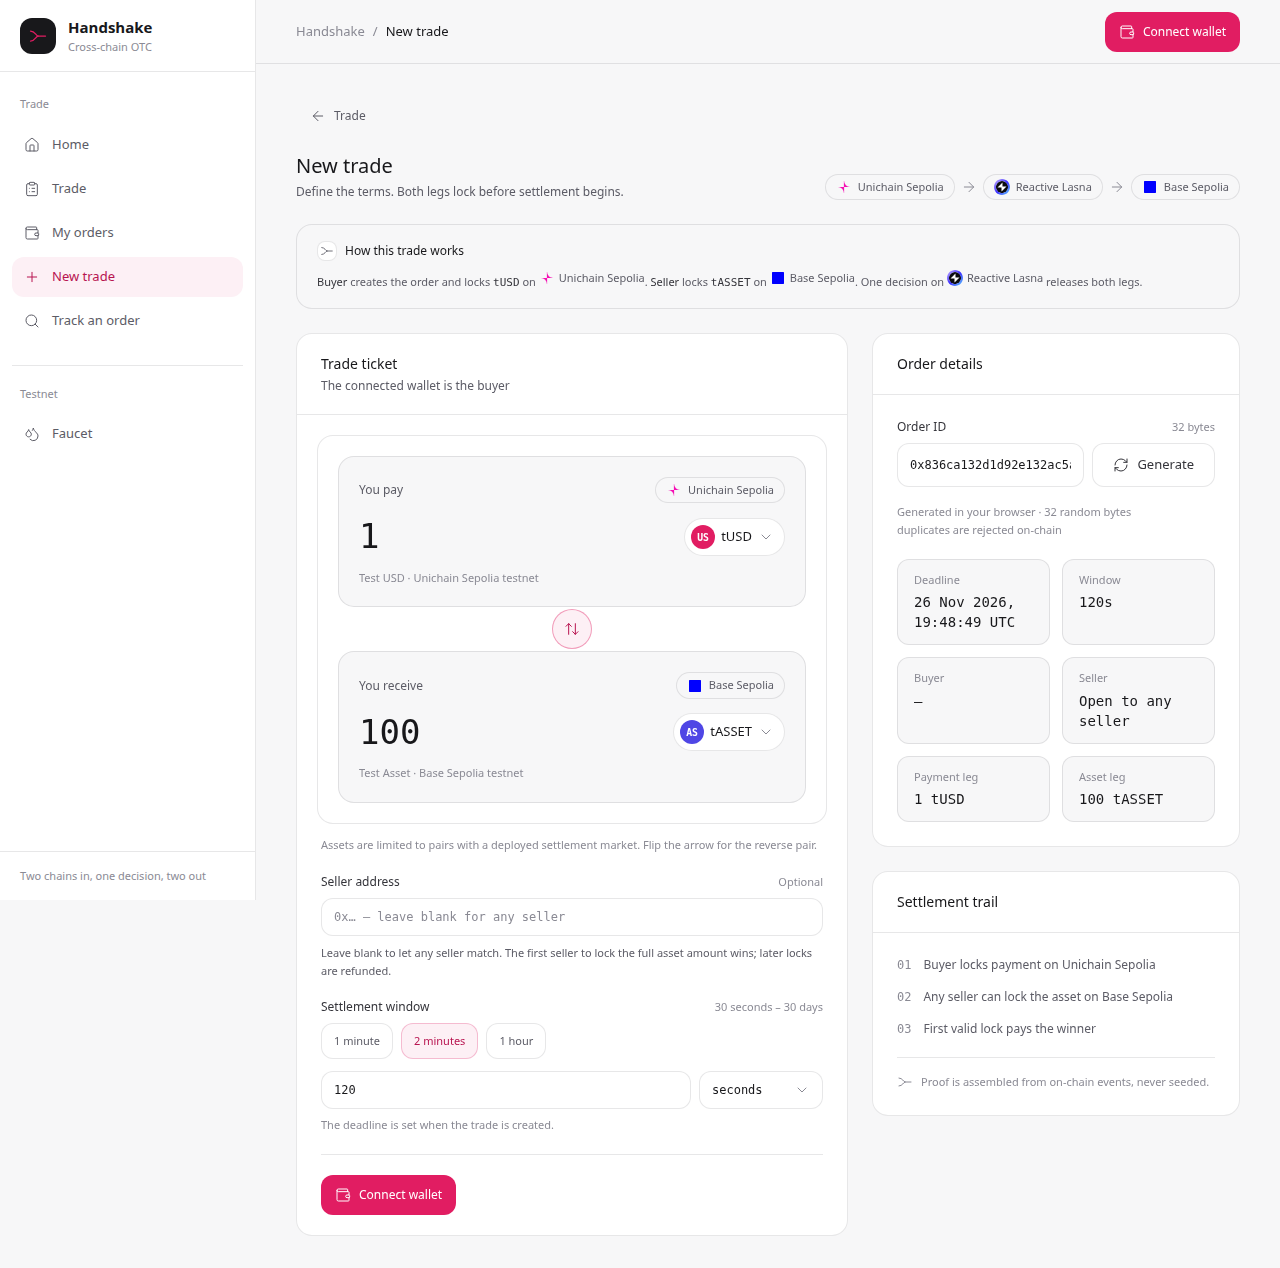 Handshake
Cross-chain OTC
Trade
Home
Trade
My orders
New trade
Track an order
Testnet
Faucet
Two chains in, one decision, two out
Handshake / New trade
Connect wallet
Trade
New trade
Define the terms. Both legs lock before settlement begins.
Unichain Sepolia
Reactive Lasna
Base Sepolia
How this trade works
Buyer creates the order and locks tUSD on Unichain Sepolia. Seller locks tASSET on Base Sepolia. One decision on Reactive Lasna releases both legs.
Trade ticket
The connected wallet is the buyer
You pay
Unichain Sepolia
1
US tUSD
Test USD · Unichain Sepolia testnet
You receive
Base Sepolia
100
AS tASSET
Test Asset · Base Sepolia testnet
Assets are limited to pairs with a deployed settlement market. Flip the arrow for the reverse pair.
Seller address
Optional
0x… — leave blank for any seller
Leave blank to let any seller match. The first seller to lock the full asset amount wins; later locks
are refunded.
Settlement window
30 seconds – 30 days
1 minute
2 minutes
1 hour
120
seconds
The deadline is set when the trade is created.
Connect wallet
Order details
Order ID
32 bytes
0x836ca132d1d92e132ac5
Generate
Generated in your browser · 32 random bytes
duplicates are rejected on-chain
Deadline
26 Nov 2026,
19:48:49 UTC
Window
120s
Buyer
—
Seller
Open to any
seller
Payment leg
1 tUSD
Asset leg
100 tASSET
Settlement trail
01 Buyer locks payment on Unichain Sepolia
02 Any seller can lock the asset on Base Sepolia
03 First valid lock pays the winner
Proof is assembled from on-chain events, never seeded.